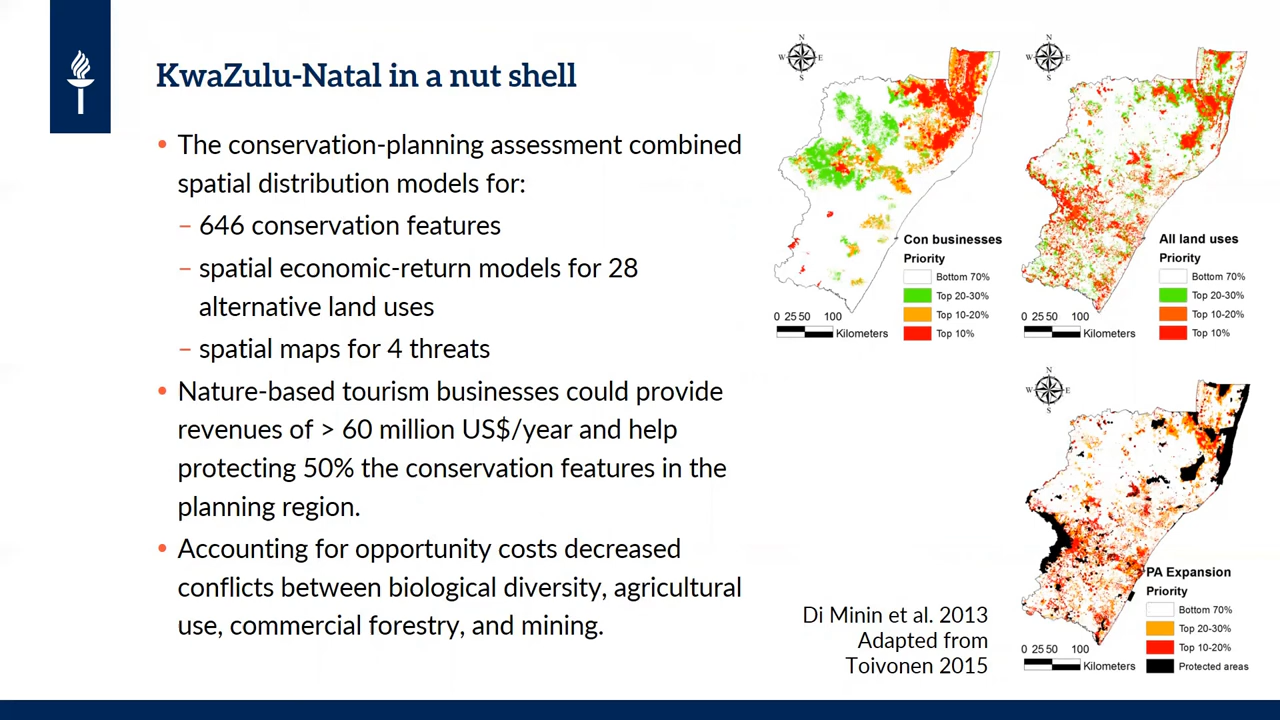 KwaZulu-Natal in a nut shell
• The conservation-planning assessment combined
spatial distribution models for:
– 646 conservation features
– spatial economic-return models for 28
alternative land uses
– spatial maps for 4 threats
• Nature-based tourism businesses could provide
revenues of > 60 million US$/year and help
protecting 50% the conservation features in the
planning region.
• Accounting for opportunity costs decreased
conflicts between biological diversity, agricultural
use, commercial forestry, and mining.
N
W E
S
Con businesses
Priority
Bottom 70%
Top 20-30%
Top 10-20%
Top 10%
0 25 50 100
Kilometers
N
W E
S
All land uses
Priority
Bottom 70%
Top 20-30%
Top 10-20%
Top 10%
0 25 50 100
Kilometers
N
W E
S
PA Expansion
Priority
Bottom 70%
Top 20-30%
Top 10-20%
Protected areas
0 25 50 100
Kilometers
Di Minin et al. 2013
Adapted from
Toivonen 2015